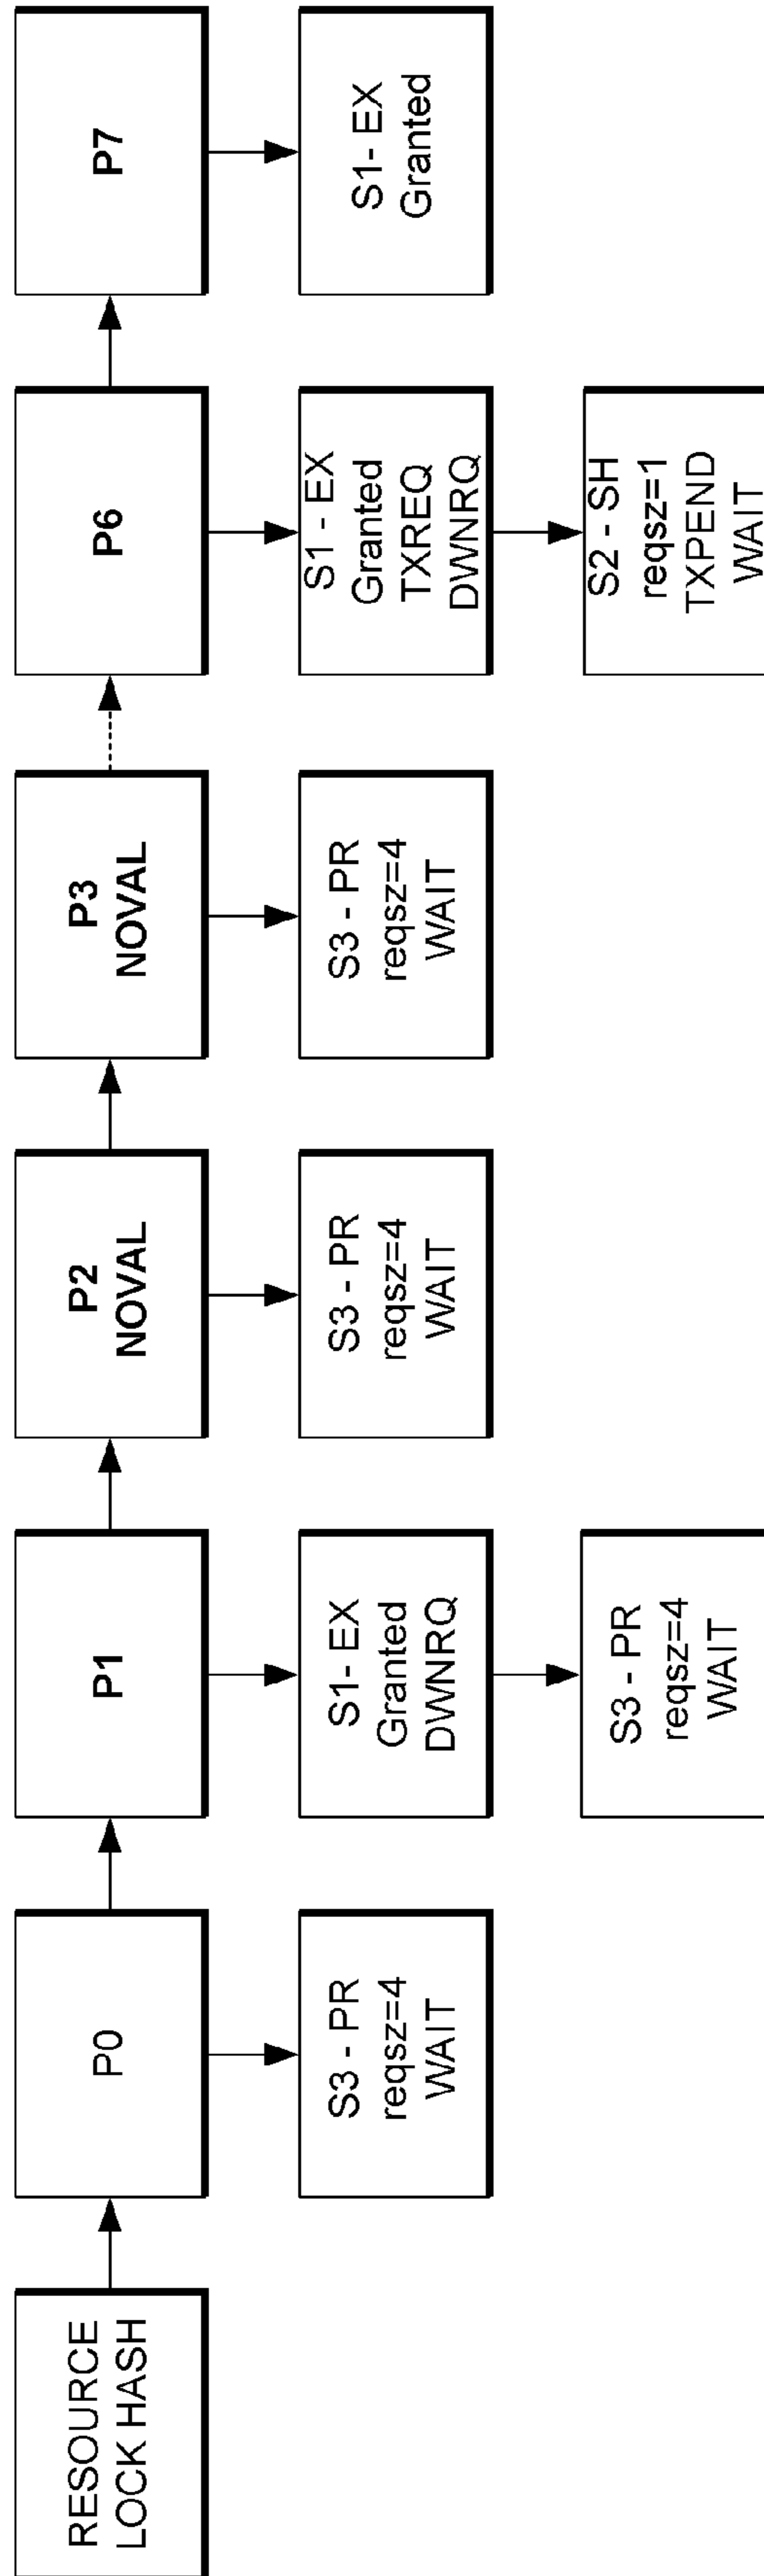 RESOURCE
LOCK HASH
P0
P1
P2
NOVAL
P3
NOVAL
P6
P7
S3 - PR
reqsz=4
WAIT
S1- EX
Granted
DWNRQ
S3 - PR
reqsz=4
WAIT
S3 - PR
reqsz=4
WAIT
S1 - EX
Granted
TXREQ
DWNRQ
S1- EX
Granted
S3 - PR
reqsz=4
WAIT
S2 - SH
reqsz=1
TXPEND
WAIT